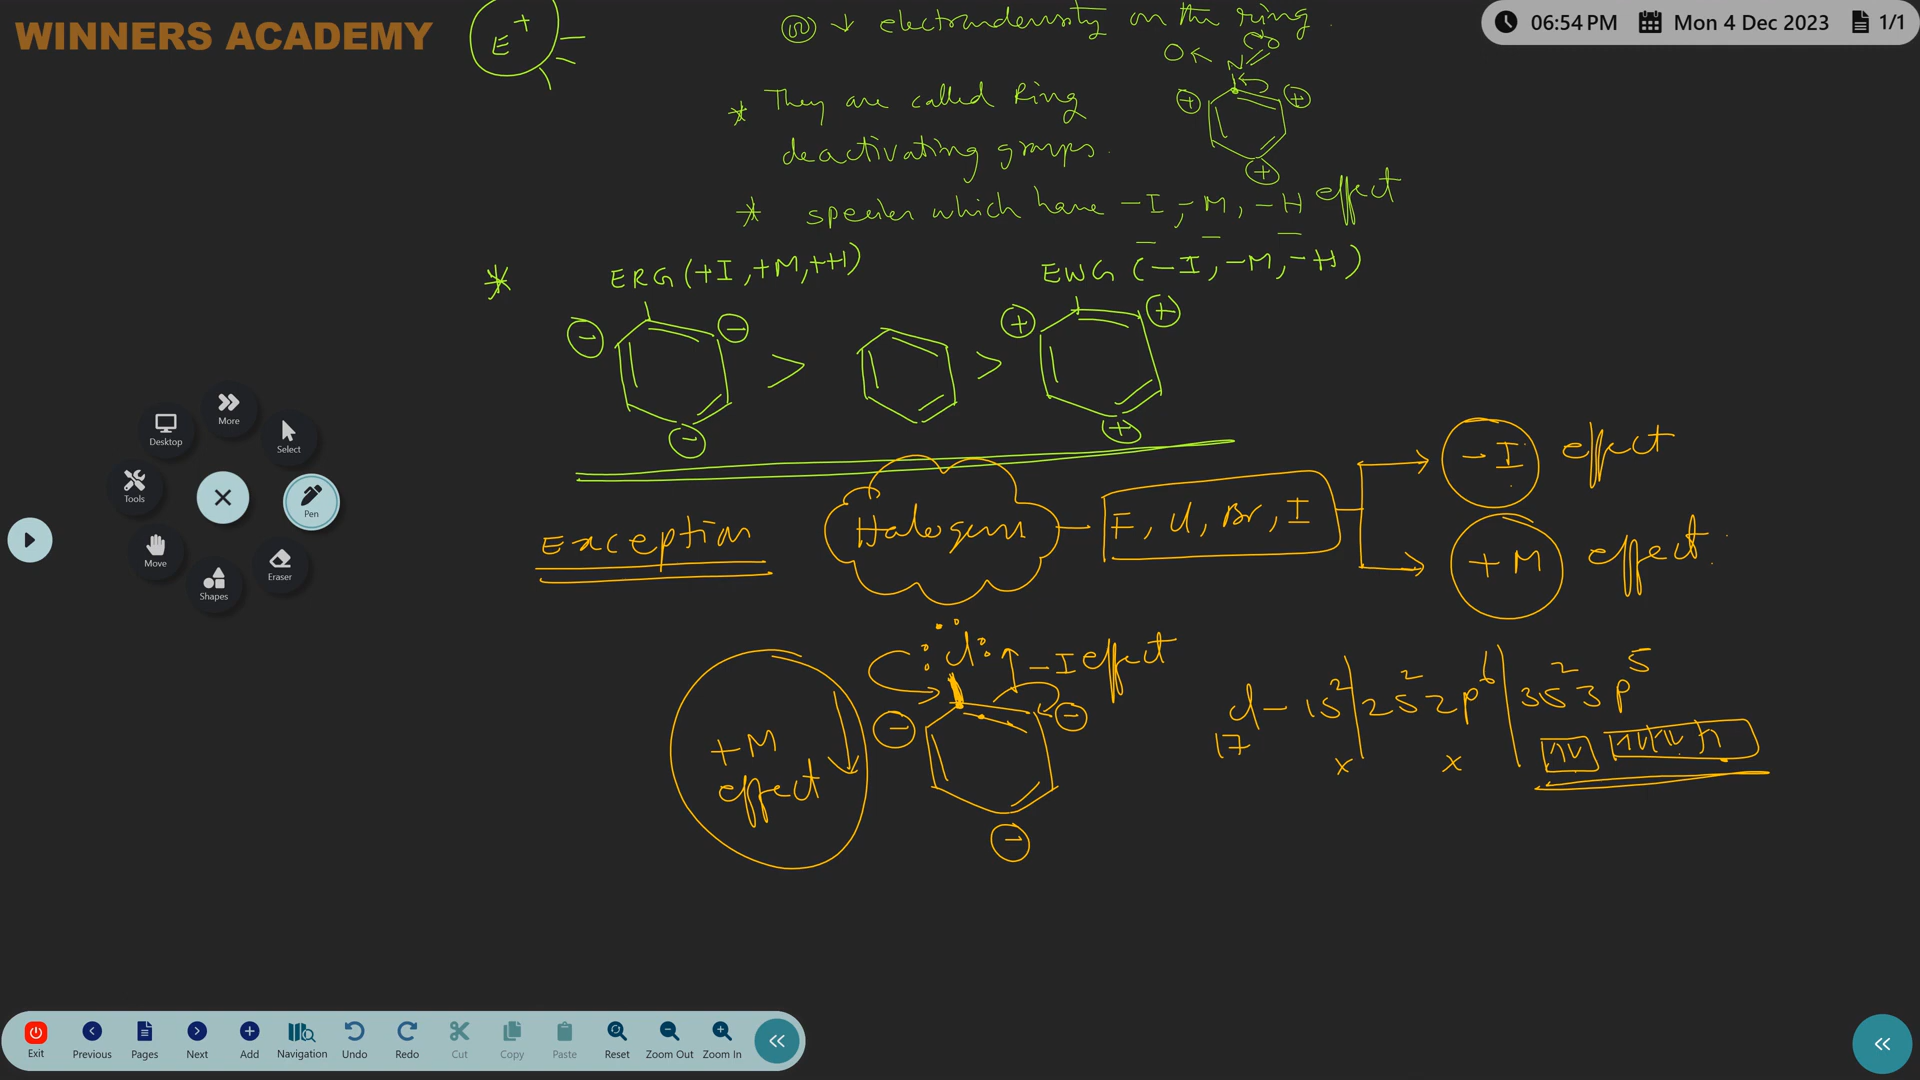 WINNERS ACADEMY
06:54 PM Mon 4 Dec 2023 1/1
E+
↓ electrondensity on the ring.
O N O
* They are called Ring
deactivating groups.
* species which have -I, -M, -H effect
* ERG (+I, +M, +H) EWG (-I, -M, -H)
> >
Exception Halogens F, Cl, Br, I
-I effect
+M effect.
Cl -I effect
+M
effect
Cl - 1s² | 2s² 2p⁶ | 3s² 3p⁵
17 x x
Desktop
More
Select
Tools
Pen
Move
Shapes
Eraser
Exit Previous Pages Next Add Navigation Undo Redo Cut Copy Paste Reset Zoom Out Zoom In